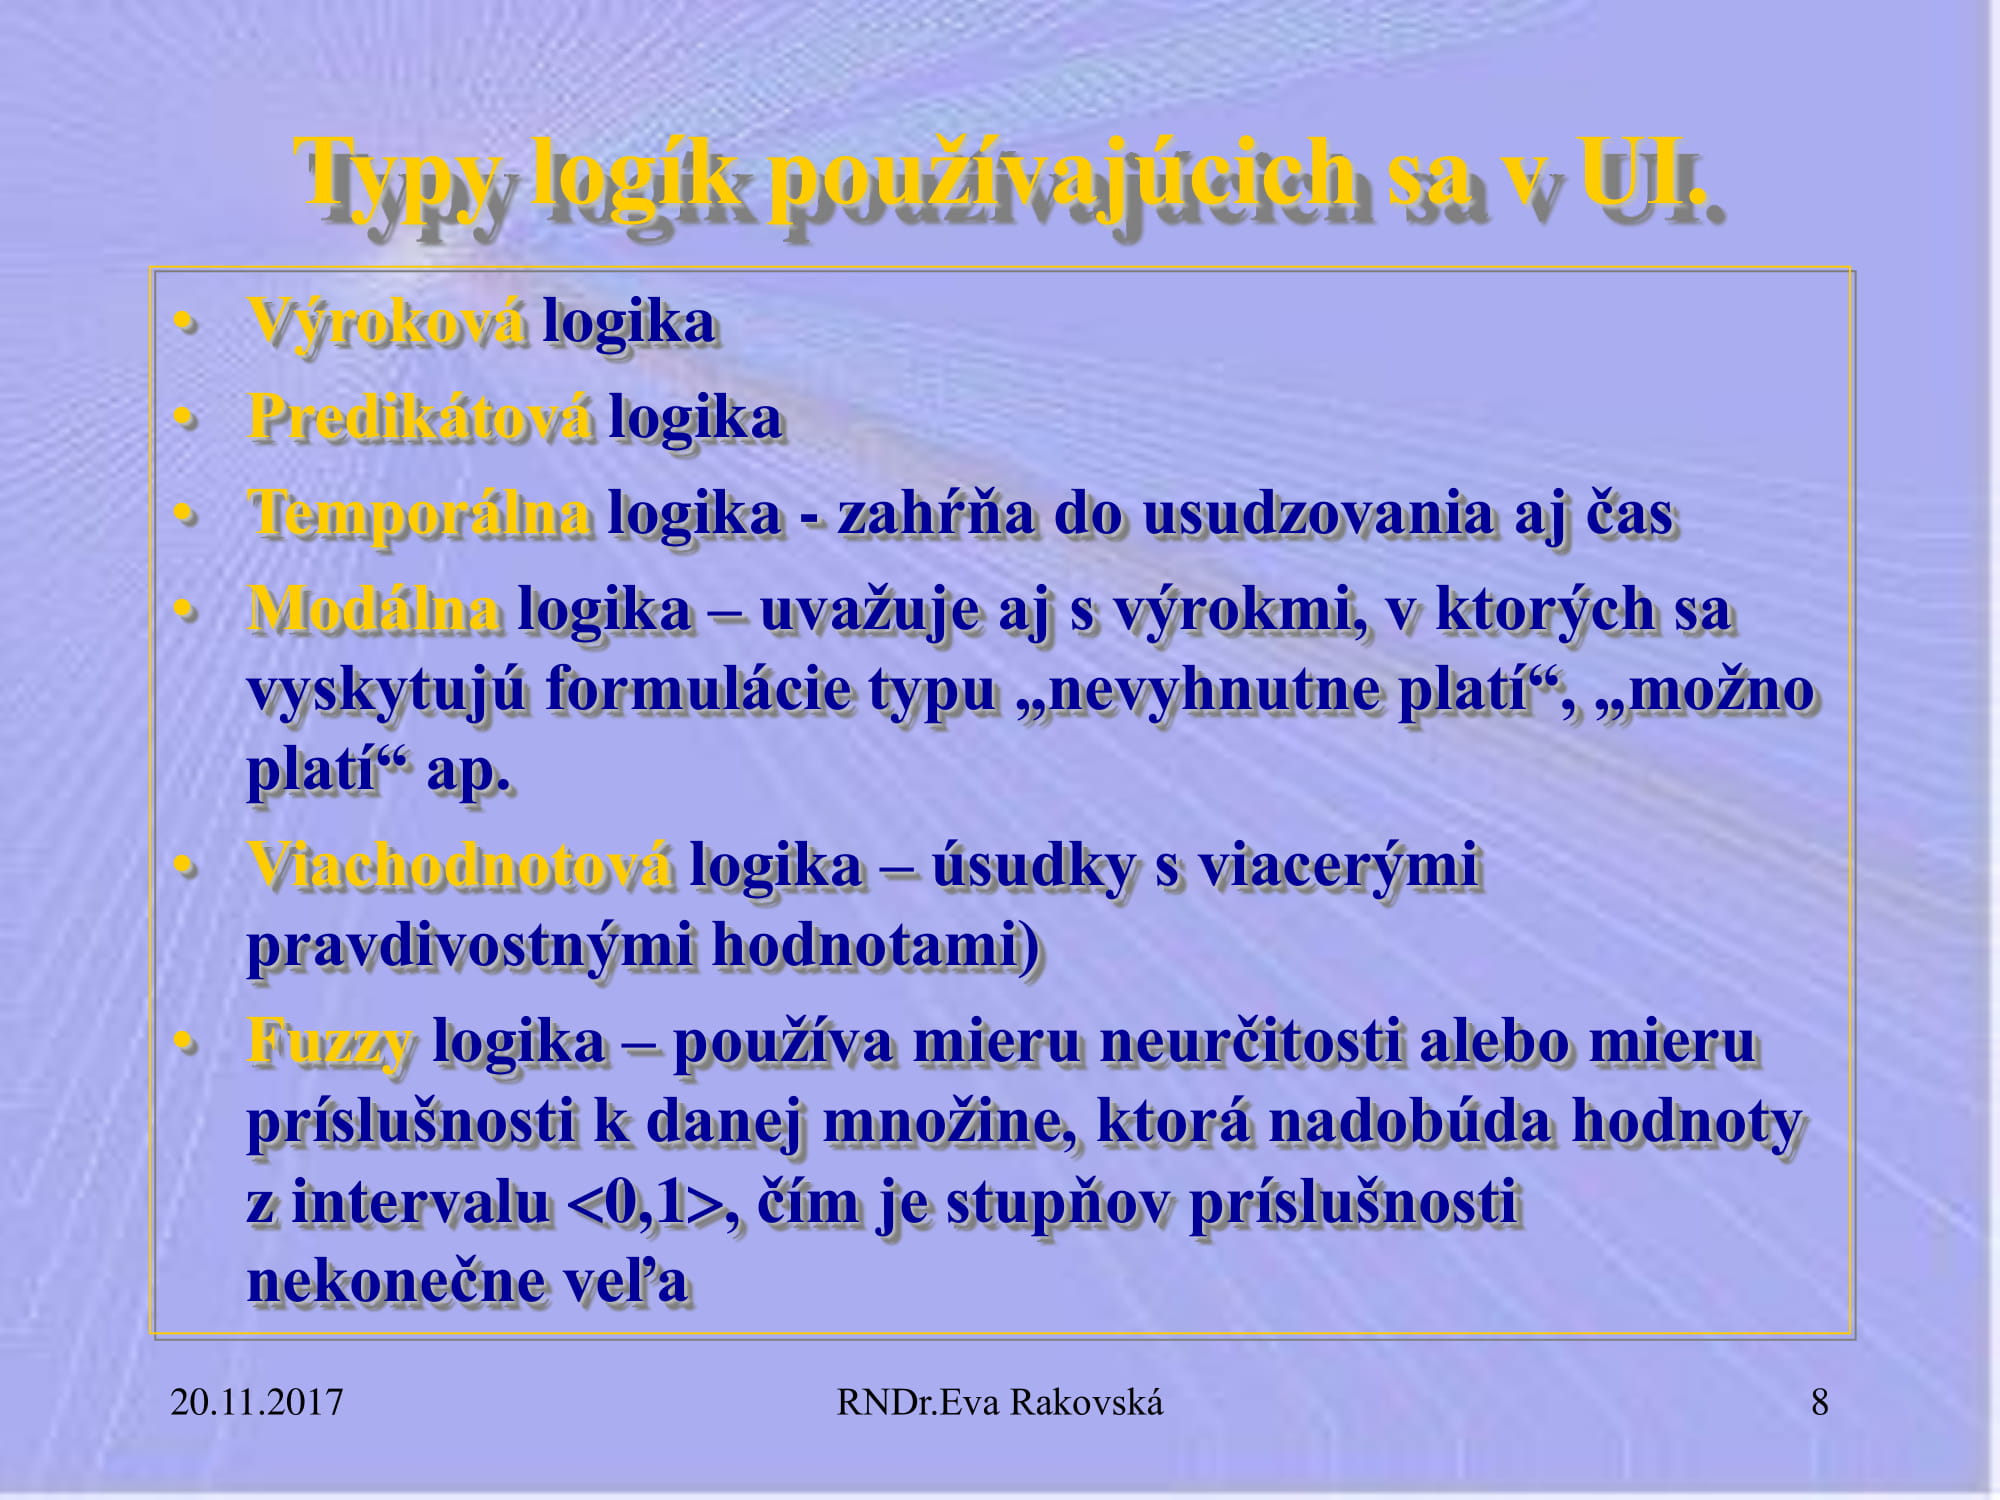 Typy logík používajúcich sa v UI.
• Výroková logika
• Predikátová logika
• Temporálna logika - zahŕňa do usudzovania aj čas
• Modálna logika – uvažuje aj s výrokmi, v ktorých sa
vyskytujú formulácie typu „nevyhnutne platí“, „možno
platí“ ap.
• Viachodnotová logika – úsudky s viacerými
pravdivostnými hodnotami)
• Fuzzy logika – používa mieru neurčitosti alebo mieru
príslušnosti k danej množine, ktorá nadobúda hodnoty
z intervalu <0,1>, čím je stupňov príslušnosti
nekonečne veľa
20.11.2017
RNDr.Eva Rakovská
8